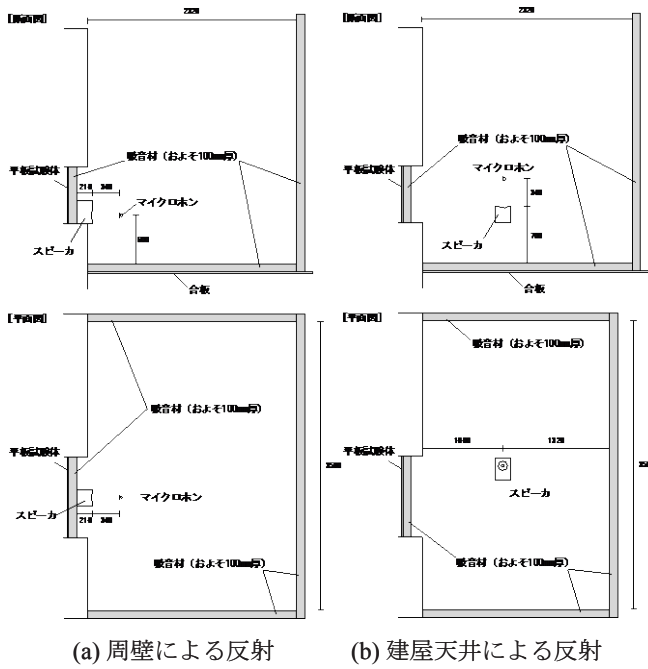 [断面図]
2320
吸音材（およそ100mm厚）
平板試験体
210 340
マイクロホン
スピーカ
合板
[平面図]
吸音材（およそ100mm厚）
平板試験体
マイクロホン
210 340
スピーカ
3500
吸音材（およそ100mm厚）
(a) 周壁による反射
[断面図]
2320
吸音材（およそ100mm厚）
平板試験体
マイクロホン
340
スピーカ
700
合板
[平面図]
吸音材（およそ100mm厚）
平板試験体
1000 1320
スピーカ
吸音材（およそ100mm厚）
(b) 建屋天井による反射